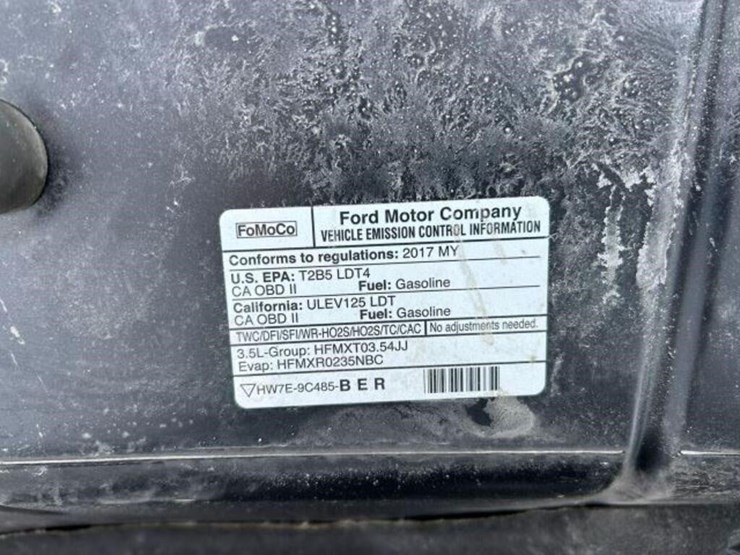 FoMoCo
Ford Motor Company
VEHICLE EMISSION CONTROL INFORMATION
Conforms to regulations: 2017 MY
U.S. EPA: T2B5 LDT4
CA OBD II Fuel: Gasoline
California: ULEV125 LDT
CA OBD II Fuel: Gasoline
TWC/DFI/SFI/WR-HO2S/HO2S/TC/CAC No adjustments needed.
3.5L-Group: HFMXT03.54JJ
Evap: HFMXR0235NBC
HW7E-9C485-B E R